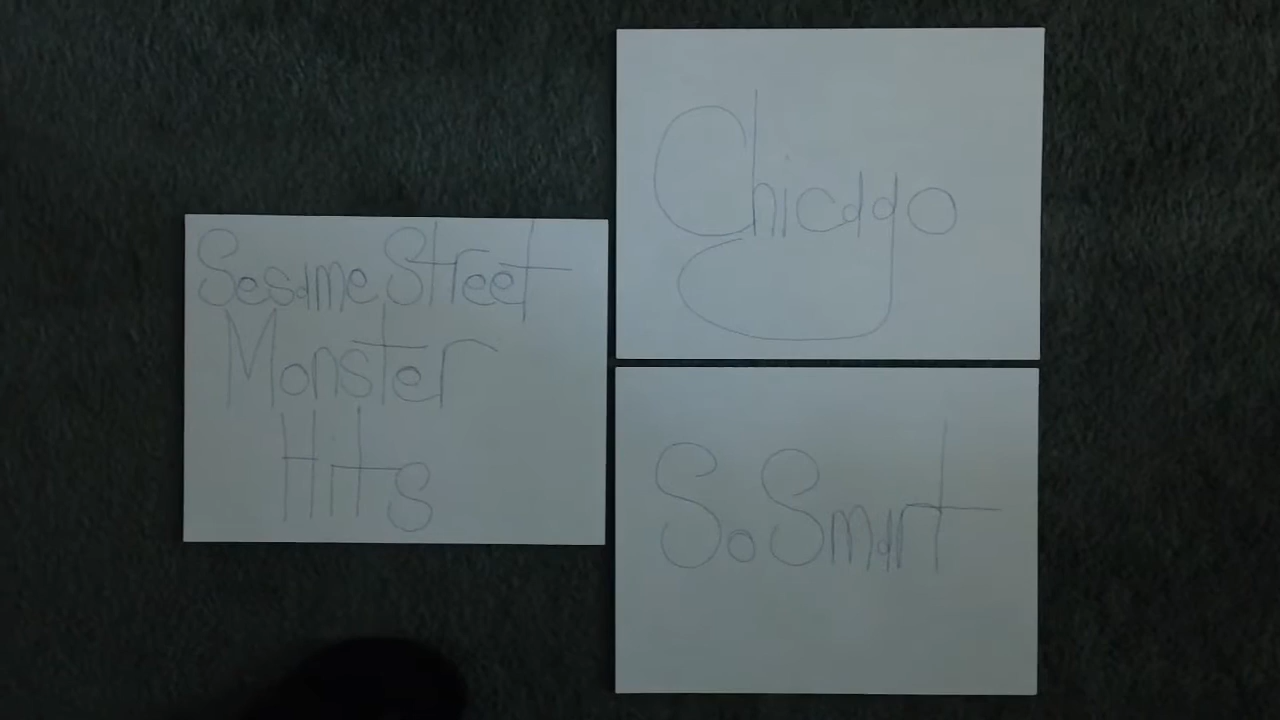 Sesame Street
Monster
Hits
Chicago
So Smart